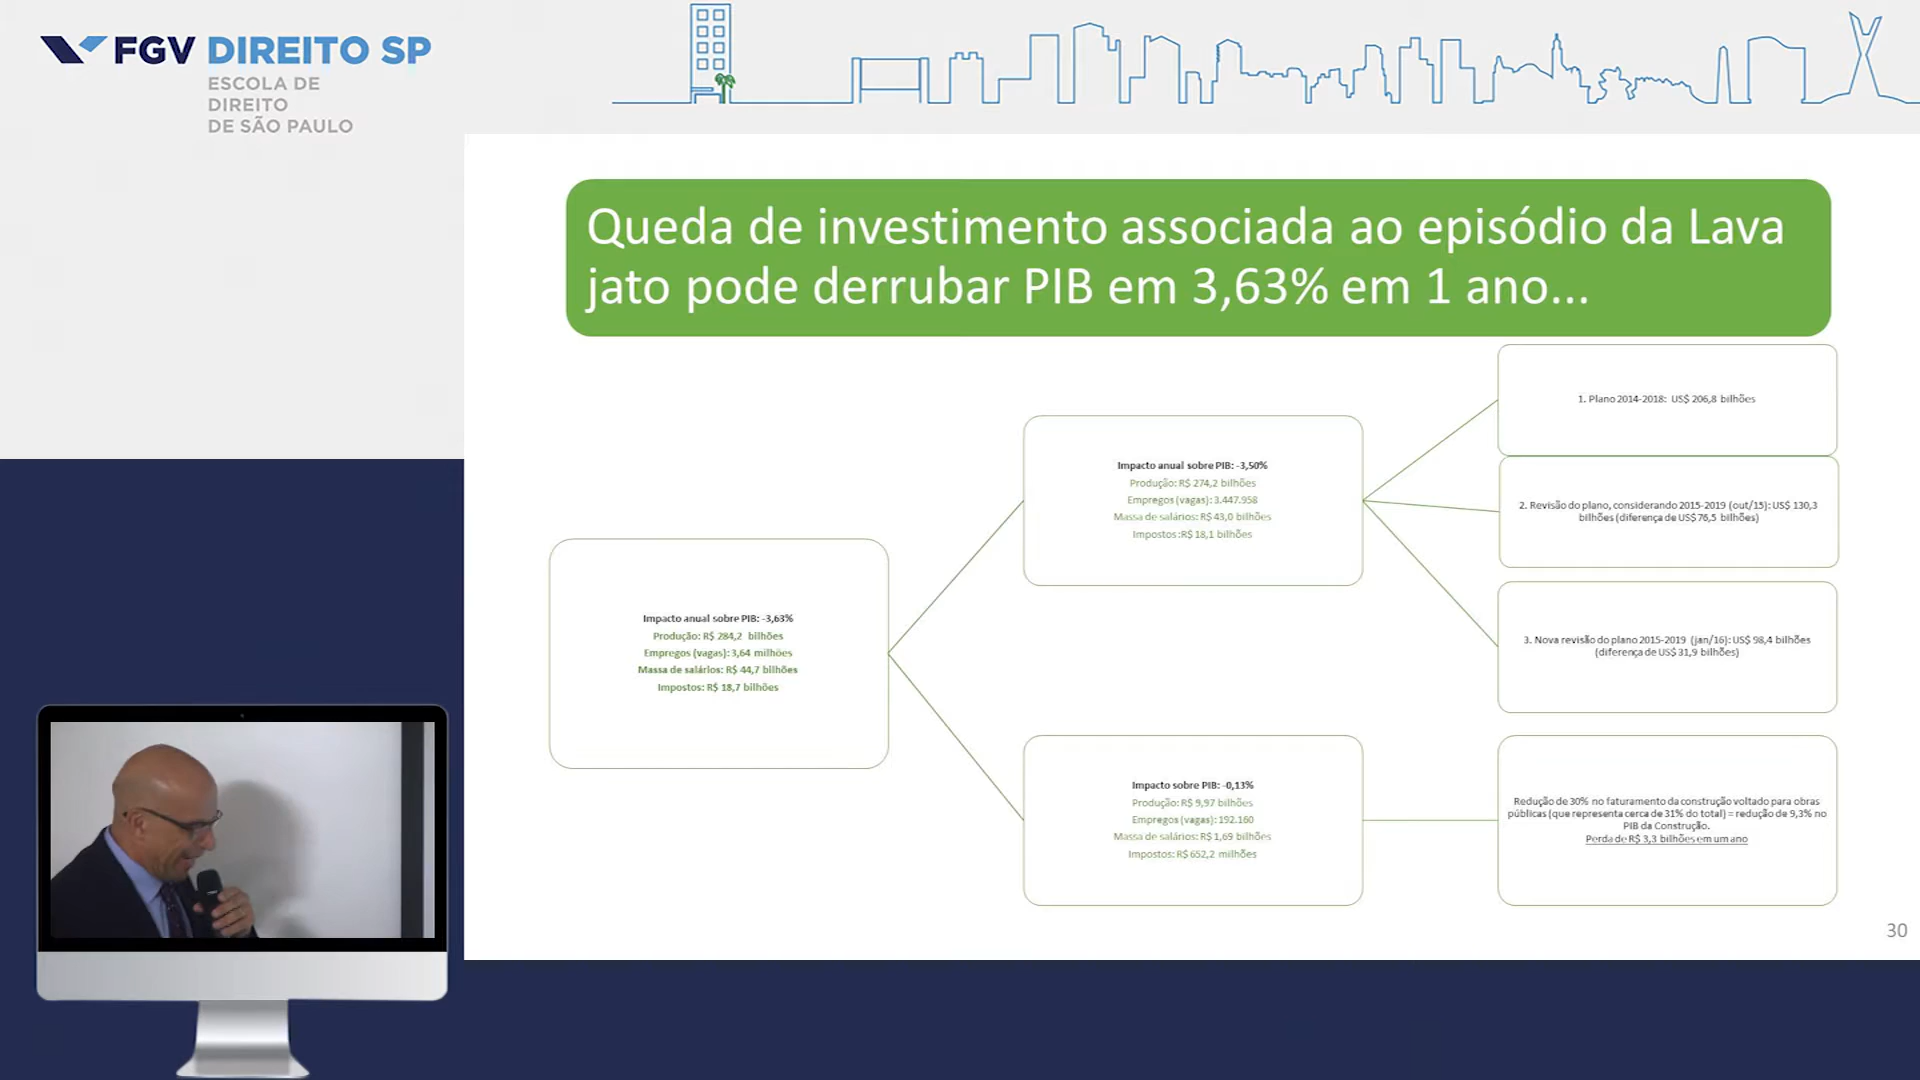 FGV DIREITO SP
ESCOLA DE
DIREITO
DE SÃO PAULO
Queda de investimento associada ao episódio da Lava
jato pode derrubar PIB em 3,63% em 1 ano...
Impacto anual sobre PIB: -3,63%
Produção: R$ 284,2 bilhões
Empregos (vagas): 3,64 milhões
Massa de salários: R$ 44,7 bilhões
Impostos: R$ 18,7 bilhões
Impacto anual sobre PIB: -3,50%
Produção: R$ 274,2 bilhões
Empregos (vagas): 3.447.958
Massa de salários: R$ 43,0 bilhões
Impostos :R$ 18,1 bilhões
Impacto sobre PIB: -0,13%
Produção: R$ 9,97 bilhões
Empregos (vagas): 192.160
Massa de salários: R$ 1,69 bilhões
Impostos: R$ 652,2 milhões
1. Plano 2014-2018: US$ 206,8 bilhões
2. Revisão do plano, considerando 2015-2019 (out/15): US$ 130,3
bilhões (diferença de US$ 76,5 bilhões)
3. Nova revisão do plano 2015-2019 (jan/16): US$ 98,4 bilhões
(diferença de US$ 31,9 bilhões)
Redução de 30% no faturamento da construção voltado para obras
públicas (que representa cerca de 31% do total) = redução de 9,3% no
PIB da Construção.
Perda de R$ 3,3 bilhões em um ano
30